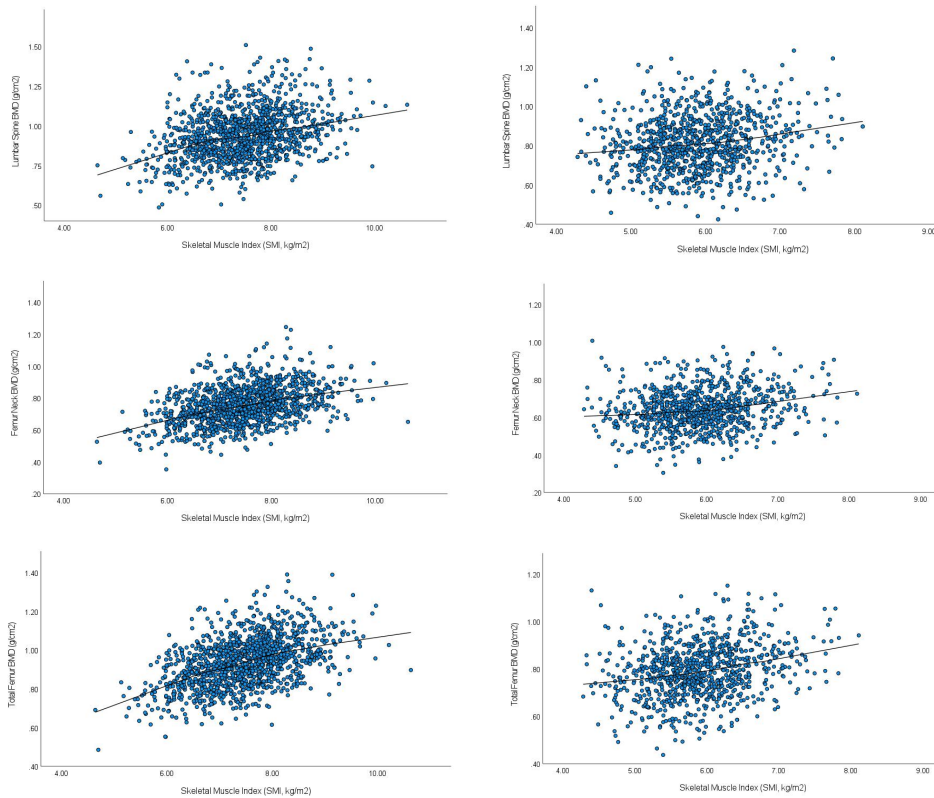 1.50
1.25
1.00
.75
.50
Lumbar Spine BMD (g/cm2)
4.00 6.00 8.00 10.00
Skeletal Muscle Index (SMI, kg/m2)
1.40
1.20
1.00
.80
.60
.40
Lumbar Spine BMD (g/cm2)
4.00 5.00 6.00 7.00 8.00 9.00
Skeletal Muscle Index (SMI, kg/m2)
1.40
1.20
1.00
.80
.60
.40
.20
Femur Neck BMD (g/cm2)
4.00 6.00 8.00 10.00
Skeletal Muscle Index (SMI, kg/m2)
1.20
1.00
.80
.60
.40
.20
Femur Neck BMD (g/cm2)
4.00 5.00 6.00 7.00 8.00 9.00
Skeletal Muscle Index (SMI, kg/m2)
1.40
1.20
1.00
.80
.60
.40
Total Femur BMD (g/cm2)
4.00 6.00 8.00 10.00
Skeletal Muscle Index (SMI, kg/m2)
1.20
1.00
.80
.60
.40
Total Femur BMD (g/cm2)
4.00 5.00 6.00 7.00 8.00 9.00
Skeletal Muscle Index (SMI, kg/m2)